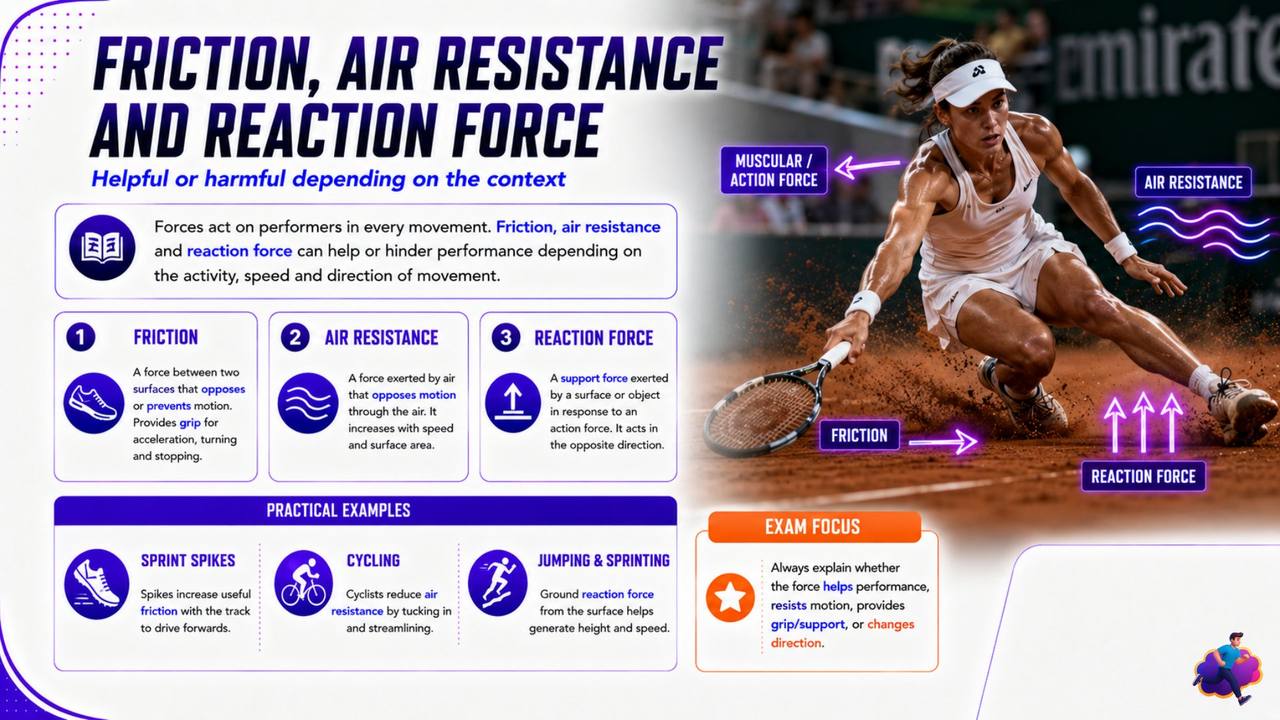 FRICTION, AIR RESISTANCE
AND REACTION FORCE
Helpful or harmful depending on the context
Forces act on performers in every movement. Friction, air resistance
and reaction force can help or hinder performance depending on
the activity, speed and direction of movement.
1 FRICTION
A force between two
surfaces that opposes
or prevents motion.
Provides grip for
acceleration, turning
and stopping.
2 AIR RESISTANCE
A force exerted by air
that opposes motion
through the air. It
increases with speed
and surface area.
3 REACTION FORCE
A support force exerted
by a surface or object
in response to an
action force. It acts in
the opposite direction.
PRACTICAL EXAMPLES
SPRINT SPIKES
Spikes increase useful
friction with the track
to drive forwards.
CYCLING
Cyclists reduce air
resistance by tucking in
and streamlining.
JUMPING & SPRINTING
Ground reaction force
from the surface helps
generate height and speed.
emirates
MUSCULAR /
ACTION FORCE
AIR RESISTANCE
FRICTION
REACTION FORCE
EXAM FOCUS
Always explain whether
the force helps performance,
resists motion, provides
grip/support, or changes
direction.